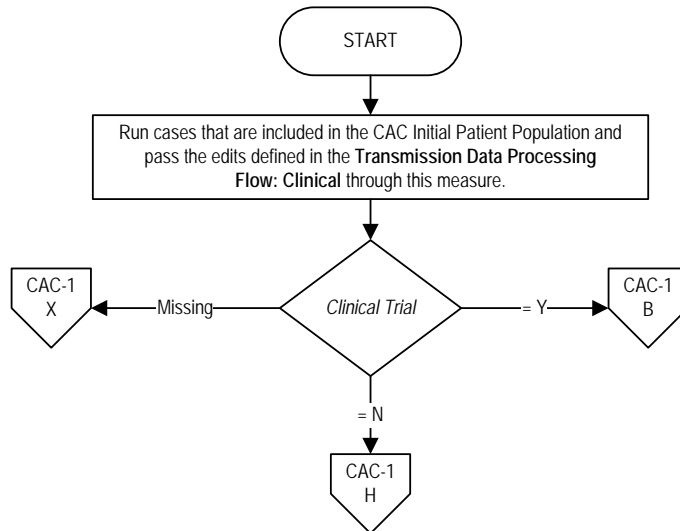 START
Run cases that are included in the CAC Initial Patient Population and
pass the edits defined in the Transmission Data Processing
Flow: Clinical through this measure.
CAC-1
X
Missing
Clinical Trial
= Y
CAC-1
B
= N
CAC-1
H